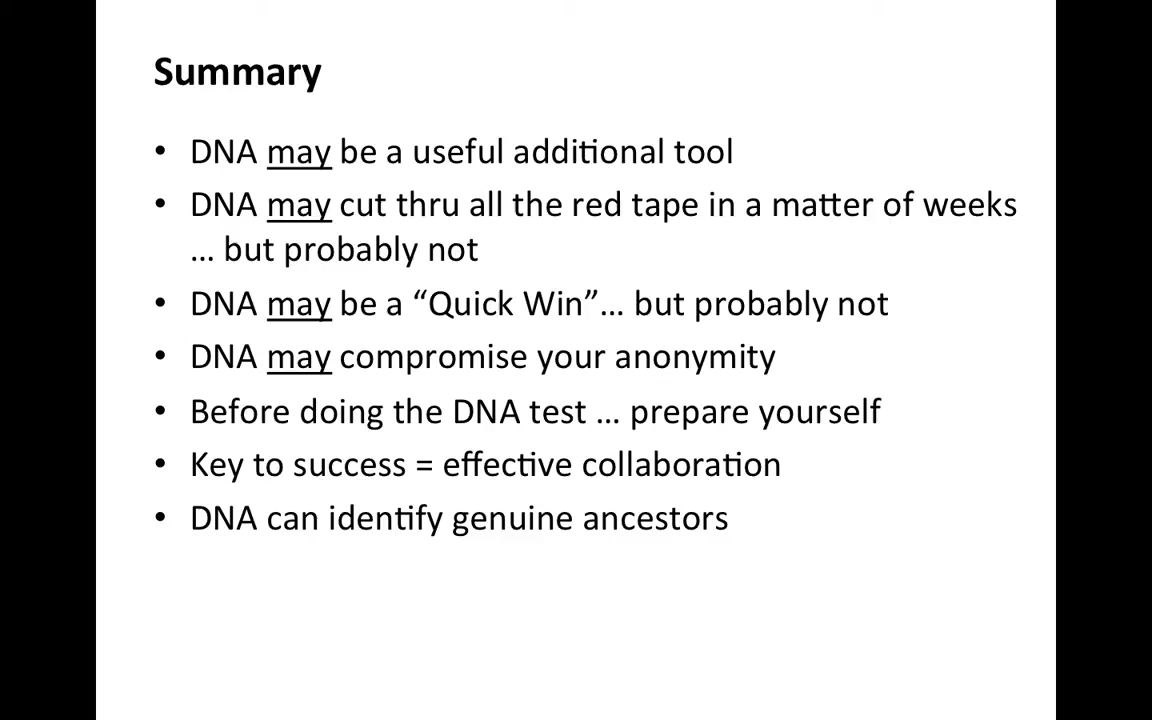 Summary
• DNA may be a useful additional tool
• DNA may cut thru all the red tape in a matter of weeks
… but probably not
• DNA may be a “Quick Win”… but probably not
• DNA may compromise your anonymity
• Before doing the DNA test … prepare yourself
• Key to success = effective collaboration
• DNA can identify genuine ancestors